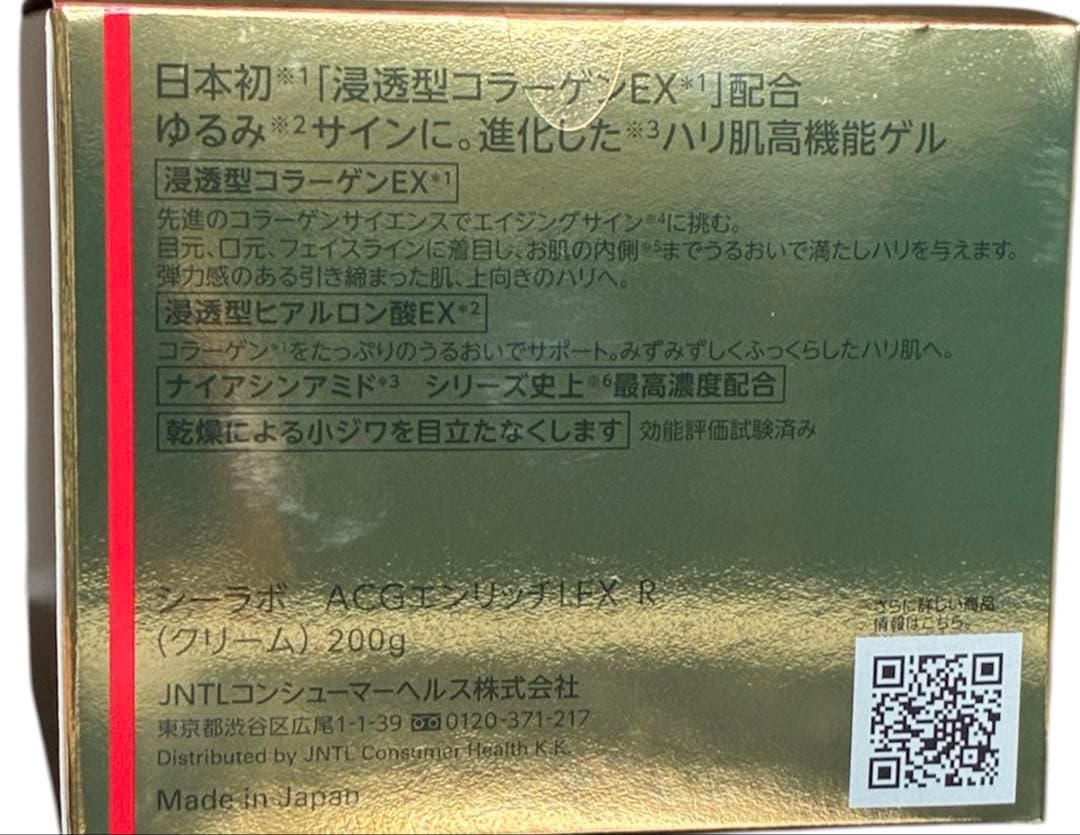 日本初※1「浸透型コラーゲンEX*1」配合
ゆるみ※2サインに。進化した※3ハリ肌高機能ゲル
浸透型コラーゲンEX*1
先進のコラーゲンサイエンスでエイジングサイン※4に挑む。
目元、口元、フェイスラインに着目し、お肌の内側※5までうるおいで満たしハリを与えます。
弾力感のある引き締まった肌、上向きのハリへ。
浸透型ヒアルロン酸EX*2
コラーゲン*1をたっぷりのうるおいでサポート。みずみずしくふっくらしたハリ肌へ。
ナイアシンアミド*3 シリーズ史上※6最高濃度配合
乾燥による小ジワを目立たなくします 効能評価試験済み
シーラボ ACGエンリッチLEX R
(クリーム) 200g
さらに詳しい商品
情報はこちら。
JNTLコンシューマーヘルス株式会社
東京都渋谷区広尾1-1-39 0120-371-217
Distributed by JNTL Consumer Health K.K.
Made in Japan